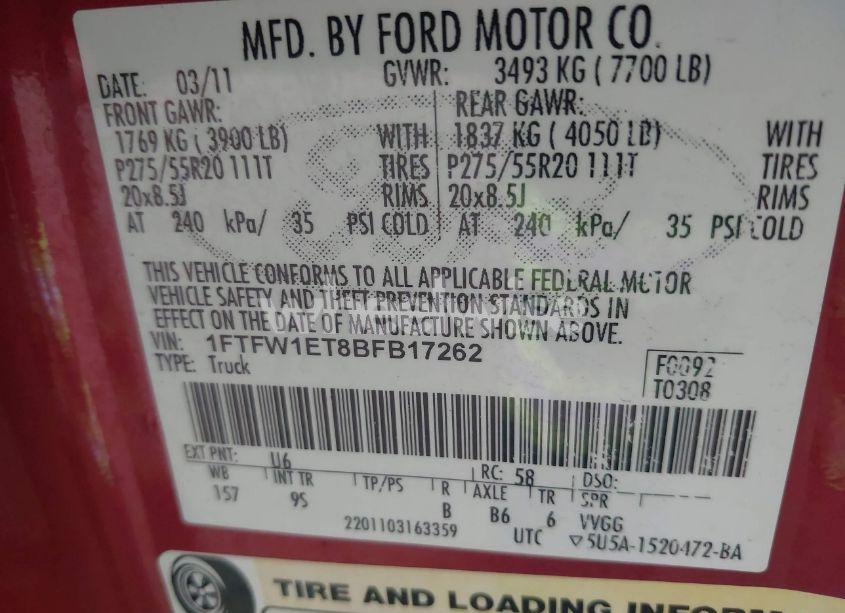 MFD. BY FORD MOTOR CO.
DATE: 03/11 GVWR: 3493 KG ( 7700 LB)
FRONT GAWR: REAR GAWR:
1769 KG ( 3900 LB) WITH 1837 KG ( 4050 LB) WITH
P275/55R20 111T TIRES P275/55R20 111T TIRES
20x8.5J RIMS 20x8.5J RIMS
AT 240 kPa/ 35 PSI COLD AT 240 kPa/ 35 PSI COLD
THIS VEHICLE CONFORMS TO ALL APPLICABLE FEDERAL MOTOR
VEHICLE SAFETY AND THEFT PREVENTION STANDARDS IN
EFFECT ON THE DATE OF MANUFACTURE SHOWN ABOVE.
VIN: 1FTFW1ET8BFB17262
TYPE: Truck F0092
T0308
EXT PNT: U6 RC: 58 DSO:
WB INT TR TP/PS R AXLE TR SPR
157 95 B B6 6 VVGG
2201103163359 UTC ▽5U5A-1520472-BA
TIRE AND LOADING